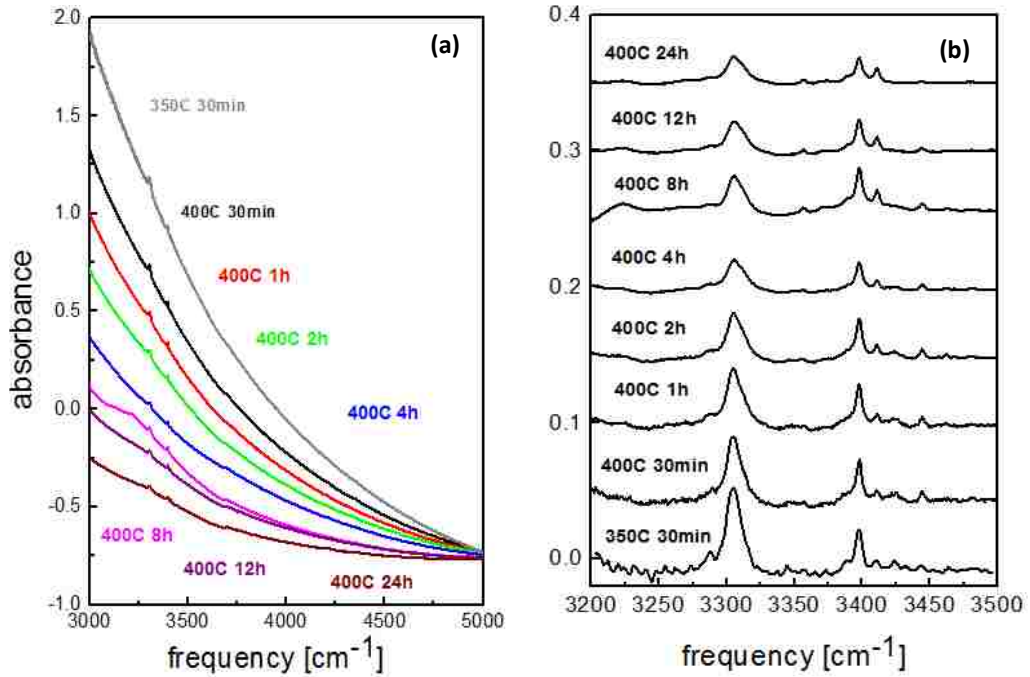 (a)
2.0
1.5
1.0
0.5
0.0
-0.5
-1.0
absorbance
350C 30min
400C 30min
400C 1h
400C 2h
400C 4h
400C 8h
400C 12h
400C 24h
3000 3500 4000 4500 5000
frequency [cm⁻¹]
(b)
0.4
0.3
0.2
0.1
0.0
400C 24h
400C 12h
400C 8h
400C 4h
400C 2h
400C 1h
400C 30min
350C 30min
3200 3250 3300 3350 3400 3450 3500
frequency [cm⁻¹]